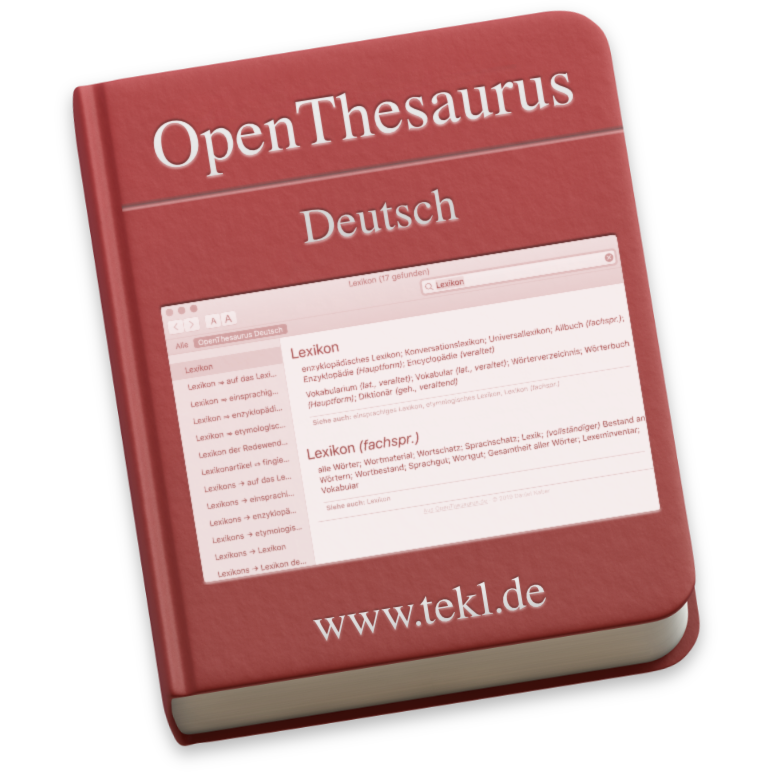 OpenThesaurus
Deutsch
Lexikon (17 gefunden)
Lexikon
A A
Alle OpenThesaurus Deutsch
Lexikon
Lexikon → auf das Lexi...
Lexikon → einsprachig...
Lexikon → enzyklopädi...
Lexikon → etymologisc...
Lexikon der Redewend...
Lexikonartikel → fingie...
Lexikons → auf das Le...
Lexikons → einsprachi...
Lexikons → enzyklopä...
Lexikons → etymologis...
Lexikons → Lexikon
Lexikons → Lexikon de...
Lexikon
enzyklopädisches Lexikon; Konversationslexikon; Universallexikon; Allbuch (fachspr.);
Enzyklopädie (Hauptform); Encyclopädie (veraltet)
Vokabularium (lat., veraltet); Vokabular (lat., veraltet); Wörterverzeichnis; Wörterbuch
(Hauptform); Diktionär (geh., veraltend)
Siehe auch: einsprachiges Lexikon, etymologisches Lexikon, Lexikon (fachspr.)
Lexikon (fachspr.)
alle Wörter; Wortmaterial; Wortschatz; Sprachschatz; Lexik; (vollständiger) Bestand an
Wörtern; Wortbestand; Sprachgut; Wortgut; Gesamtheit aller Wörter; Lexeminventar;
Vokabular
Siehe auch: Lexikon
www.tekl.de